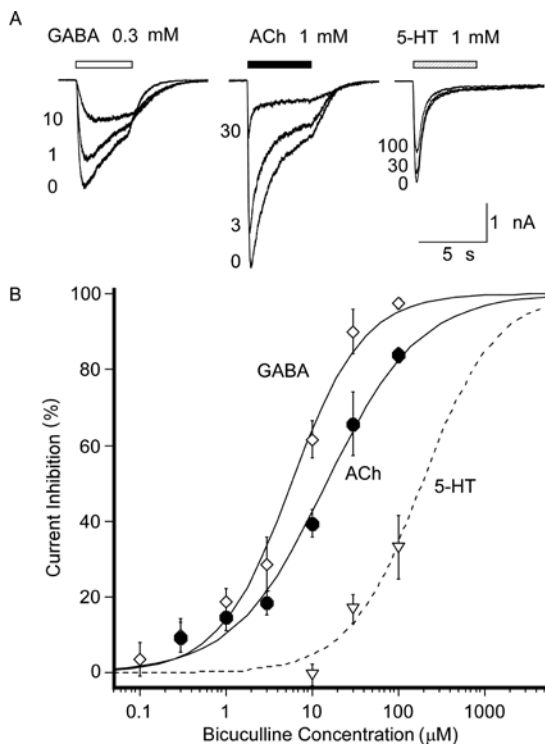 A
GABA 0.3 mM
ACh 1 mM
5-HT 1 mM
10
1
0
30
3
0
100
30
0
1 nA
5 s
B
100
80
60
40
20
0
Current Inhibition (%)
GABA
ACh
5-HT
0.1
1
10
100
1000
Bicuculline Concentration (μM)